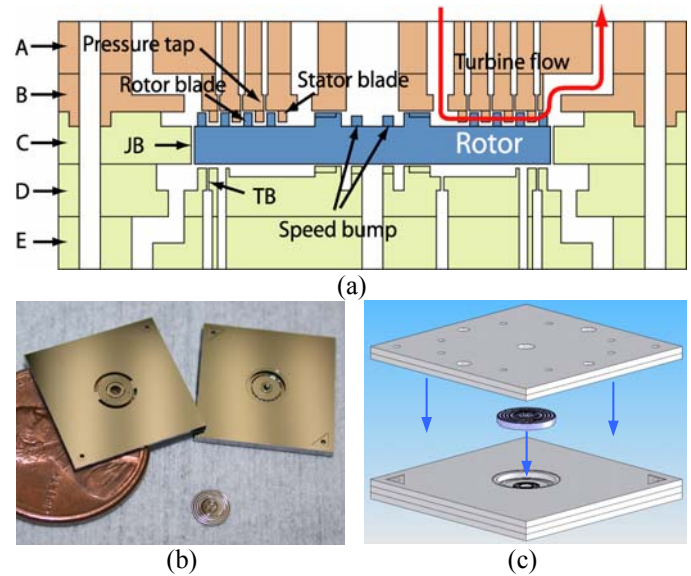 A
Pressure tap
Turbine flow
Rotor blade
Stator blade
B
C
JB
Rotor
D
TB
Speed bump
E
(a)
(b)
(c)